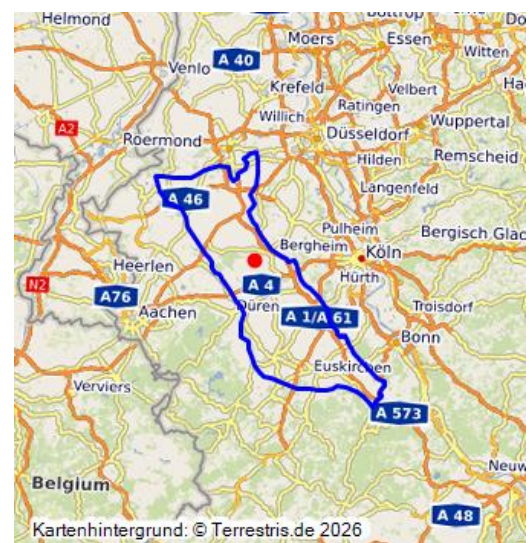 Helmond
Bottrop
Essen
Moers
A 40
Venlo
Witten
Krefeld
Velbert
Willich
Ratingen
A2
Düsseldorf
Wuppertal
Roermond
Hilden
Remscheid
Langenfeld
A 46
Pulheim
Bergheim
Köln
Bergisch Glad
Heerlen
Hürth
N2
A76
A 4
Düren
Troisdorf
Aachen
A 1/A 61
Bonn
Euskirchen
Verviers
A 573
Neuw
Belgium
A 48
Kartenhintergrund: © Terrestris.de 2026